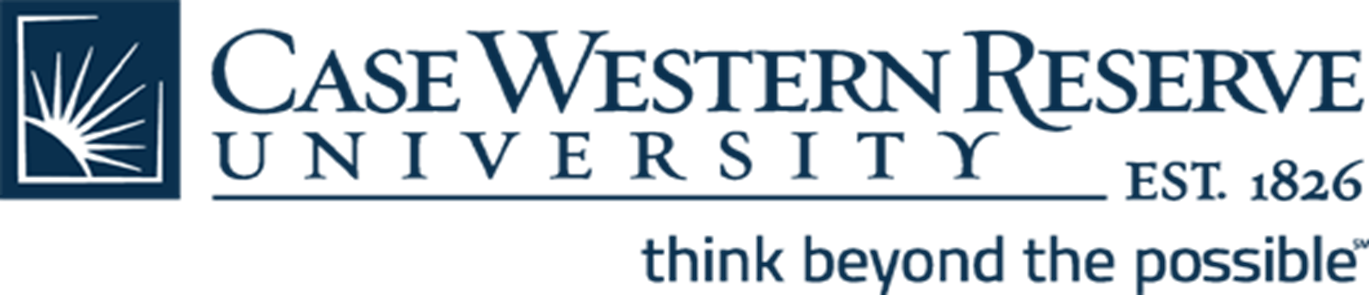 CASE WESTERN RESERVE
UNIVERSITY
EST. 1826
think beyond the possible℠